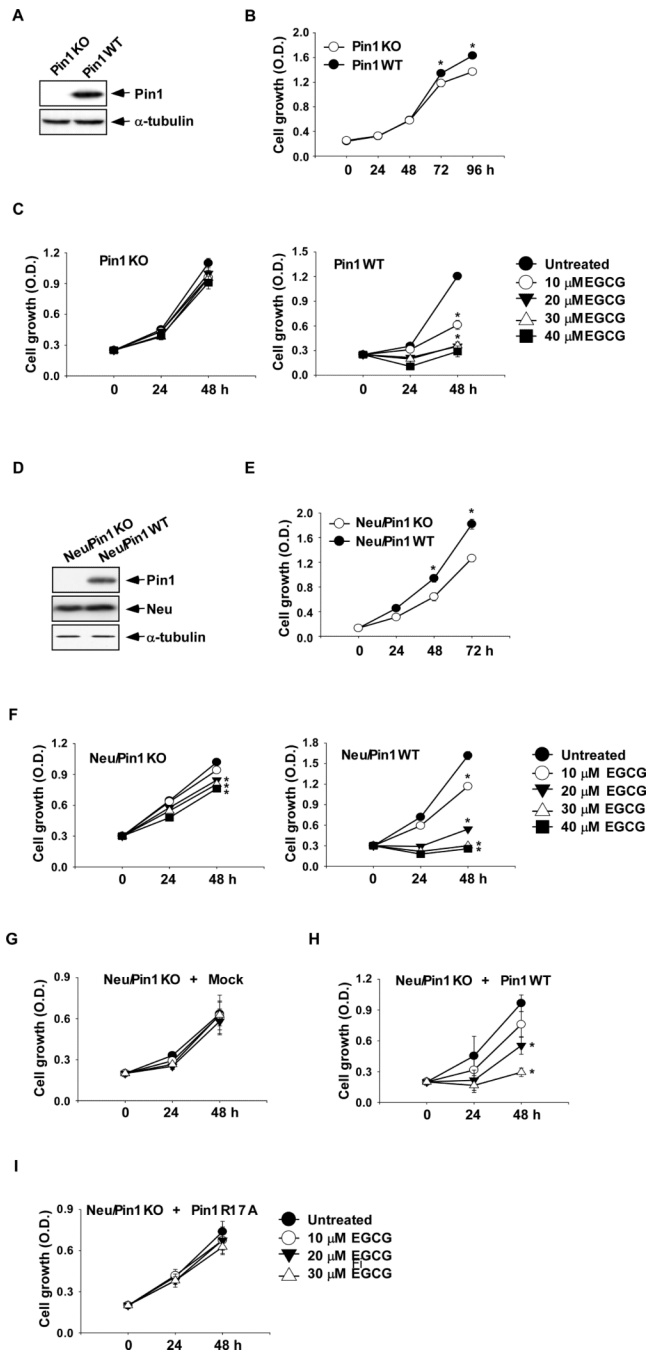 A
Pin1 KO
Pin1 WT
Pin1
α-tubulin
B
Cell growth (O.D.)
2.0
1.6
1.2
0.8
0.4
0.0
Pin1 KO
Pin1 WT
* *
0 24 48 72 96 h
C
Cell growth (O.D.)
1.2
0.9
0.6
0.3
0.0
Pin1 KO
0 24 48 h
Cell growth (O.D.)
1.5
1.2
0.9
0.6
0.3
0.0
Pin1 WT
*
*
0 24 48 h
Untreated
10 μM EGCG
20 μM EGCG
30 μM EGCG
40 μM EGCG
D
Neu/Pin1 KO
Neu/Pin1 WT
Pin1
Neu
α-tubulin
E
Cell growth (O.D.)
2.0
1.6
1.2
0.8
0.4
0.0
Neu/Pin1 KO
Neu/Pin1 WT
* *
0 24 48 72 h
F
Cell growth (O.D.)
1.2
0.9
0.6
0.3
0.0
Neu/Pin1 KO
*
*
*
0 24 48 h
Cell growth (O.D.)
1.8
1.5
1.2
0.9
0.6
0.3
0.0
Neu/Pin1 WT
*
*
*
*
0 24 48 h
Untreated
10 μM EGCG
20 μM EGCG
30 μM EGCG
40 μM EGCG
G
Cell growth (O.D.)
0.9
0.6
0.3
0.0
Neu/Pin1 KO + Mock
0 24 48 h
H
Cell growth (O.D.)
1.2
0.9
0.6
0.3
0.0
Neu/Pin1 KO + Pin1 WT
*
*
0 24 48 h
I
Cell growth (O.D.)
0.9
0.6
0.3
0.0
Neu/Pin1 KO + Pin1 R17A
0 24 48 h
Untreated
10 μM EGCG
20 μM EGCG
30 μM EGCG